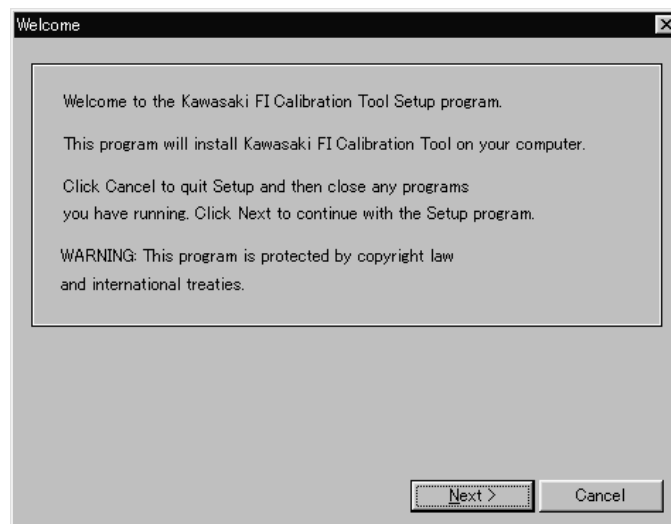 Welcome
Welcome to the Kawasaki FI Calibration Tool Setup program.
This program will install Kawasaki FI Calibration Tool on your computer.
Click Cancel to quit Setup and then close any programs
you have running. Click Next to continue with the Setup program.
WARNING: This program is protected by copyright law
and international treaties.
Next >
Cancel